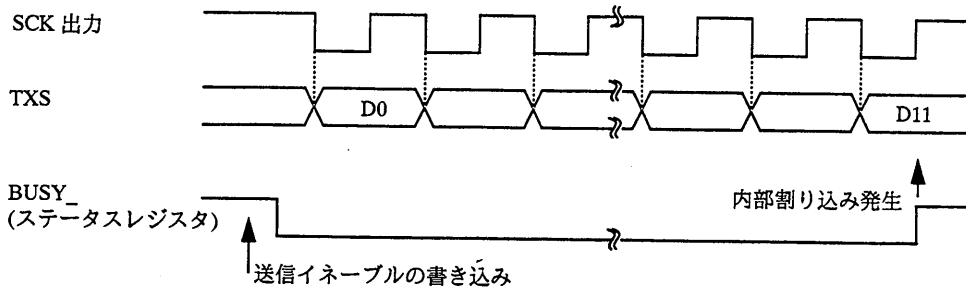 SCK 出力
TXS
D0
D11
BUSY_
(ステータスレジスタ)
内部割り込み発生
送信イネーブルの書き込み